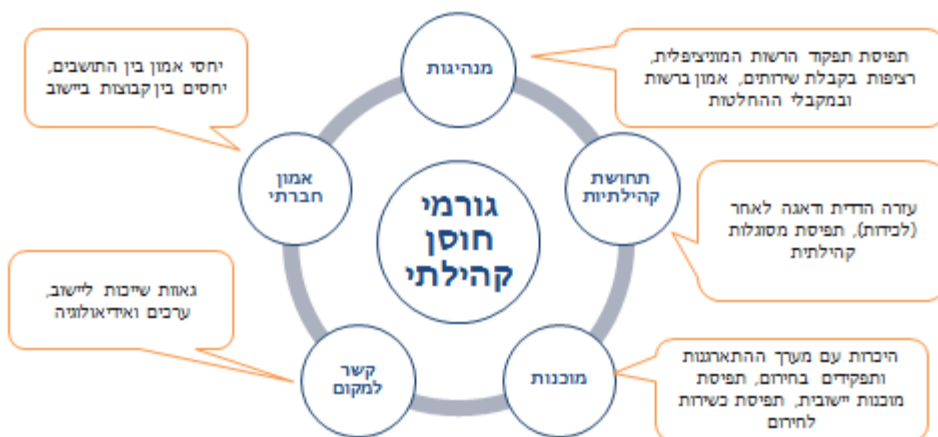 מנהיגות
תפיסת תפקוד הרשות המוניציפלית,
רציפות בקבלת שירותים, אמון ברשות
ובמקבלי ההחלטות
תחושת
קהילתיות
עזרה הדדית ודאגה לאחר
(לכידות), תפיסת מסוגלות
קהילתית
מוכנות
היכרות עם מערך ההתארגנות
ותפקידים בחירום, תפיסת
מוכנות יישובית, תפיסת כשירות
לחירום
קשר
למקום
גאוות שייכות ליישוב,
ערכים ואידיאולוגיה
אמון
חברתי
יחסי אמון בין התושבים,
יחסים בין קבוצות ביישוב
גורמי
חוסן
קהילתי